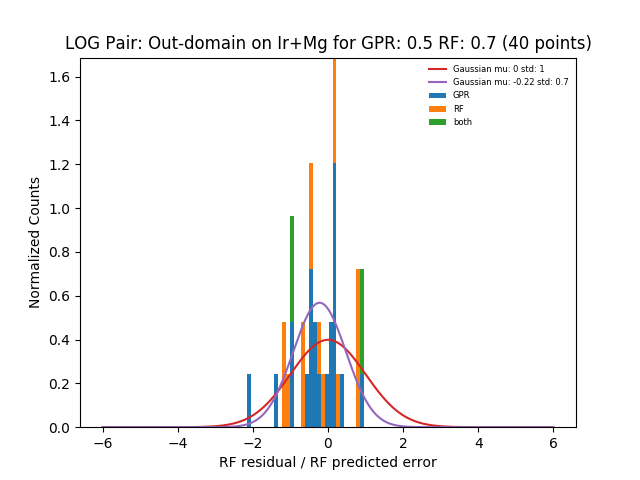 LOG Pair: Out-domain on Ir+Mg for GPR: 0.5 RF: 0.7 (40 points)
Gaussian mu: 0 std: 1
Gaussian mu: -0.22 std: 0.7
GPR
RF
both
Normalized Counts
1.6
1.4
1.2
1.0
0.8
0.6
0.4
0.2
0.0
−6 −4 −2 0 2 4 6
RF residual / RF predicted error